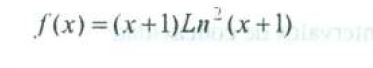 f(x) = (x+1)Ln²(x+1)